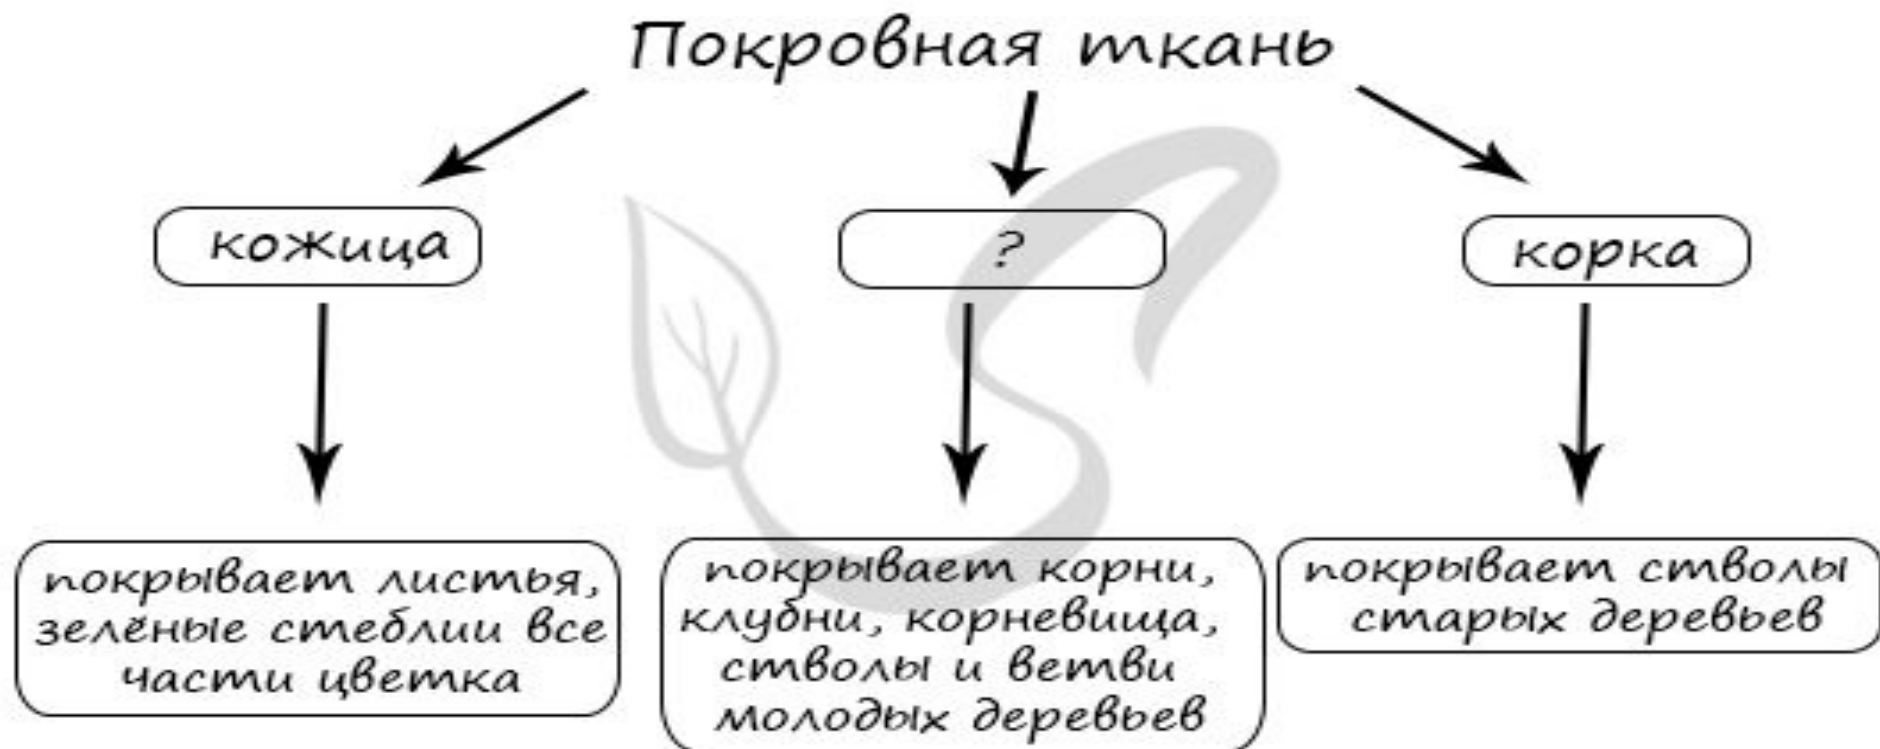 Покровная ткань
кожица
?
корка
покрывает листья,
зелёные стеблии все
части цветка
покрывает корни,
клубни, корневища,
стволы и ветви
молодых деревьев
покрывает стволы
старых деревьев